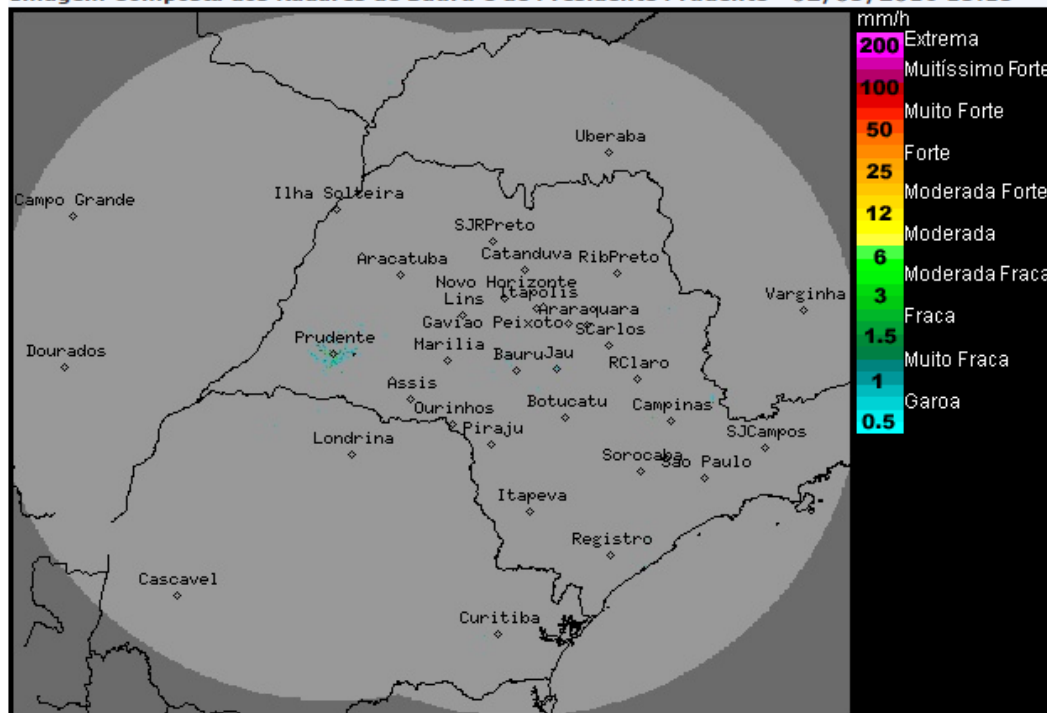 mm/h
200 Extrema
Muitíssimo Forte
100
Muito Forte
50
Forte
25
Moderada Forte
12
Moderada
6
Moderada Fraca
3
Fraca
1.5
Muito Fraca
1
Garoa
0.5
Uberaba
Campo Grande
Ilha Solteira
SJRPreto
Catanduva
RibPreto
Aracatuba
Novo Horizonte
Itapolis
Lins
Araraquara
Varginha
Gaviao Peixoto
SCarlos
Prudente
Marilia
Dourados
Bauru
Jau
RClaro
Assis
Ourinhos
Botucatu
Campinas
Piraju
Londrina
SJCampos
Sorocaba
Sao Paulo
Itapeva
Registro
Cascavel
Curitiba